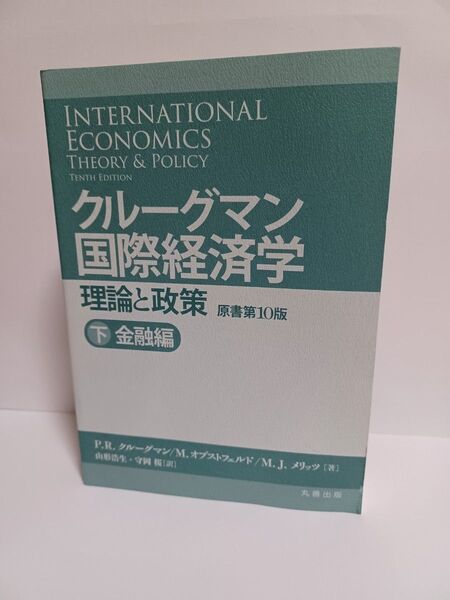 INTERNATIONAL
ECONOMICS
THEORY & POLICY
TENTH EDITION
クルーグマン
国際経済学
理論と政策 原書第10版
下 金融編
P.R. クルーグマン/M. オブストフェルド/M.J. メリッツ[著]
山形浩生・守岡 桜[訳]
丸善出版